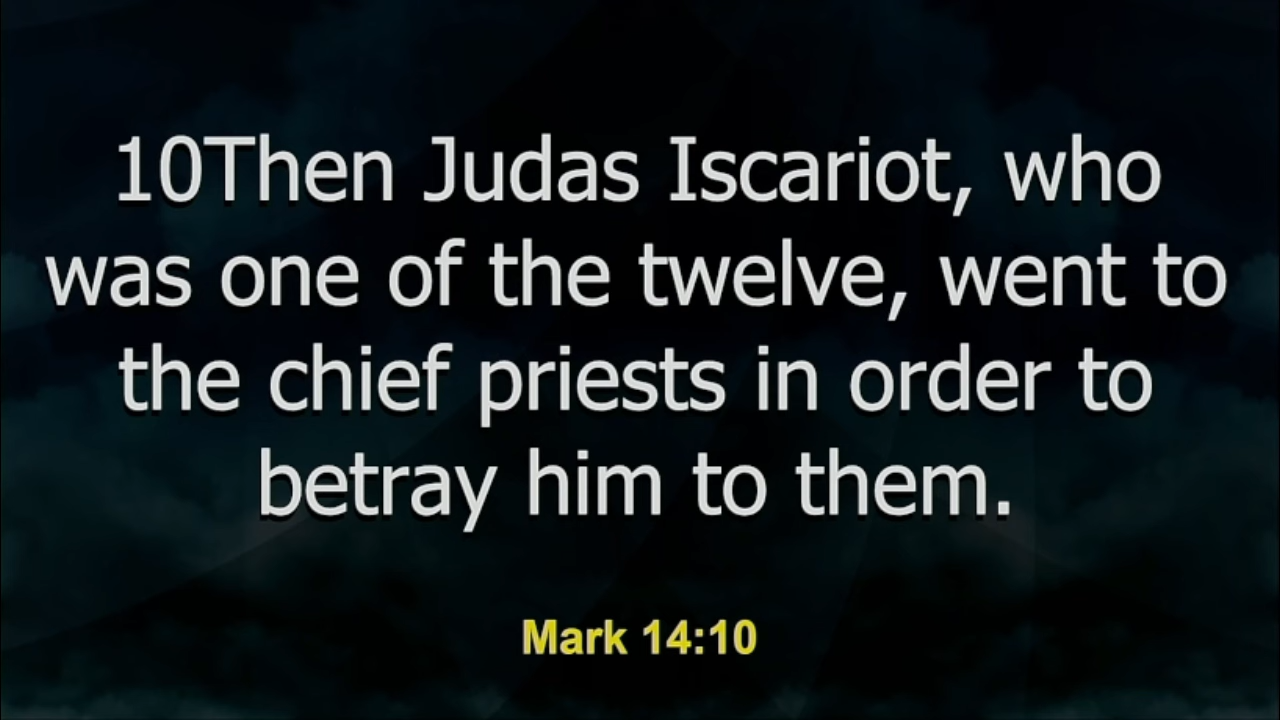 10Then Judas Iscariot, who
was one of the twelve, went to
the chief priests in order to
betray him to them.
Mark 14:10